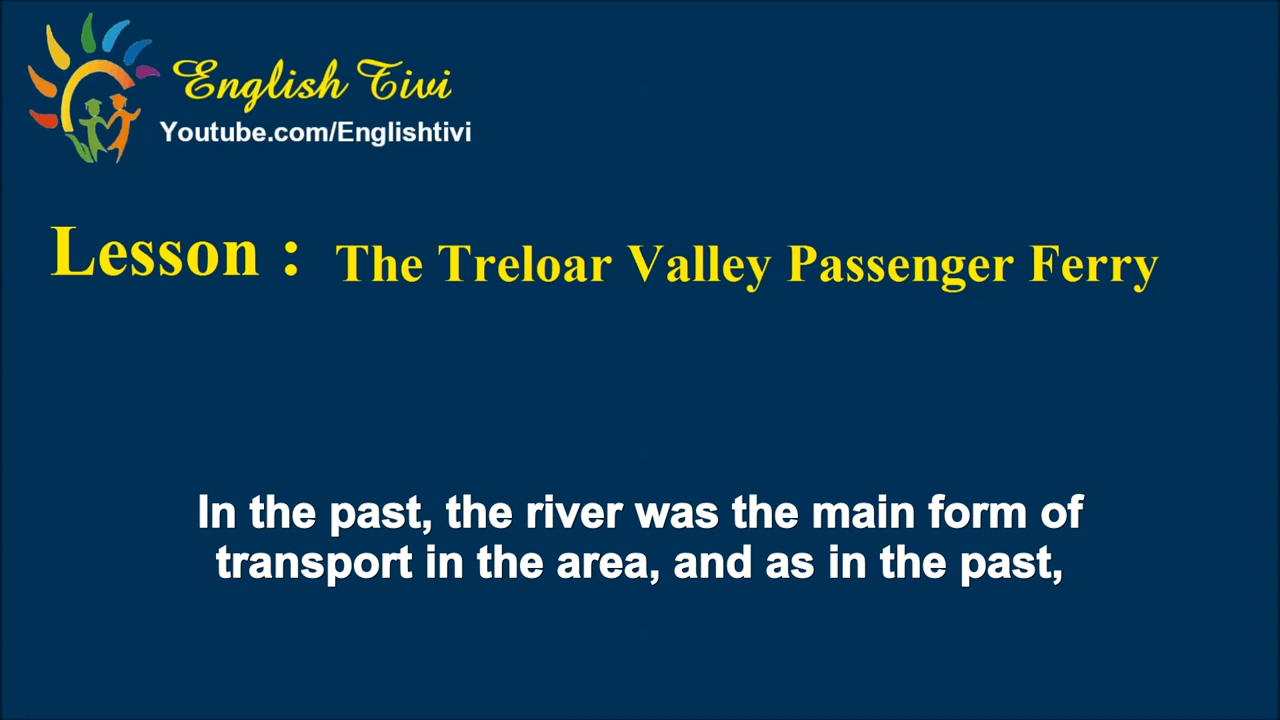 English Tivi
Youtube.com/Englishtivi
Lesson : The Treloar Valley Passenger Ferry
In the past, the river was the main form of
transport in the area, and as in the past,